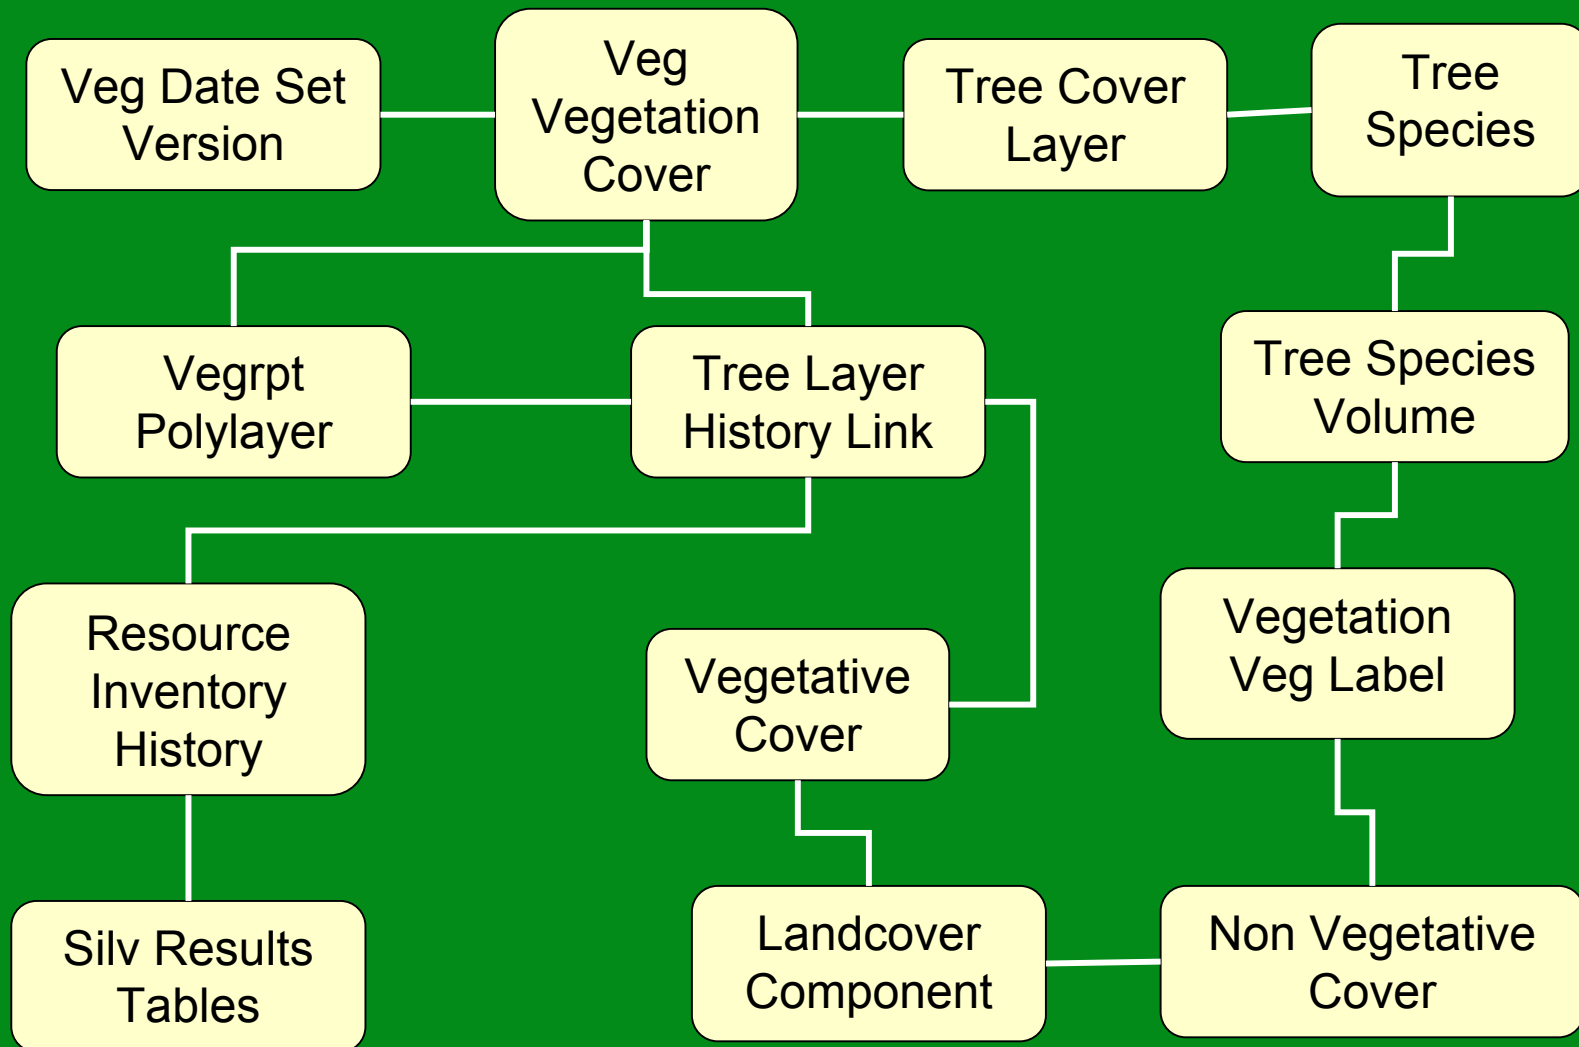 Veg Date Set
Version
Veg
Vegetation
Cover
Tree Cover
Layer
Tree
Species
Vegrpt
Polylayer
Tree Layer
History Link
Tree Species
Volume
Resource
Inventory
History
Vegetative
Cover
Vegetation
Veg Label
Silv Results
Tables
Landcover
Component
Non Vegetative
Cover